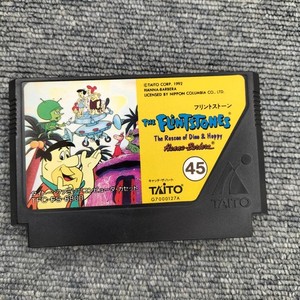 ©TAITO CORP. 1992
HANNA-BARBERA
LICENSED BY NIPPON COLUMBIA CO., LTD.
フリントストーン
THE FLINTSTONES
The Rescue of Dino & Hoppy
Hanna-Barbera
45
TAITO
TAITO